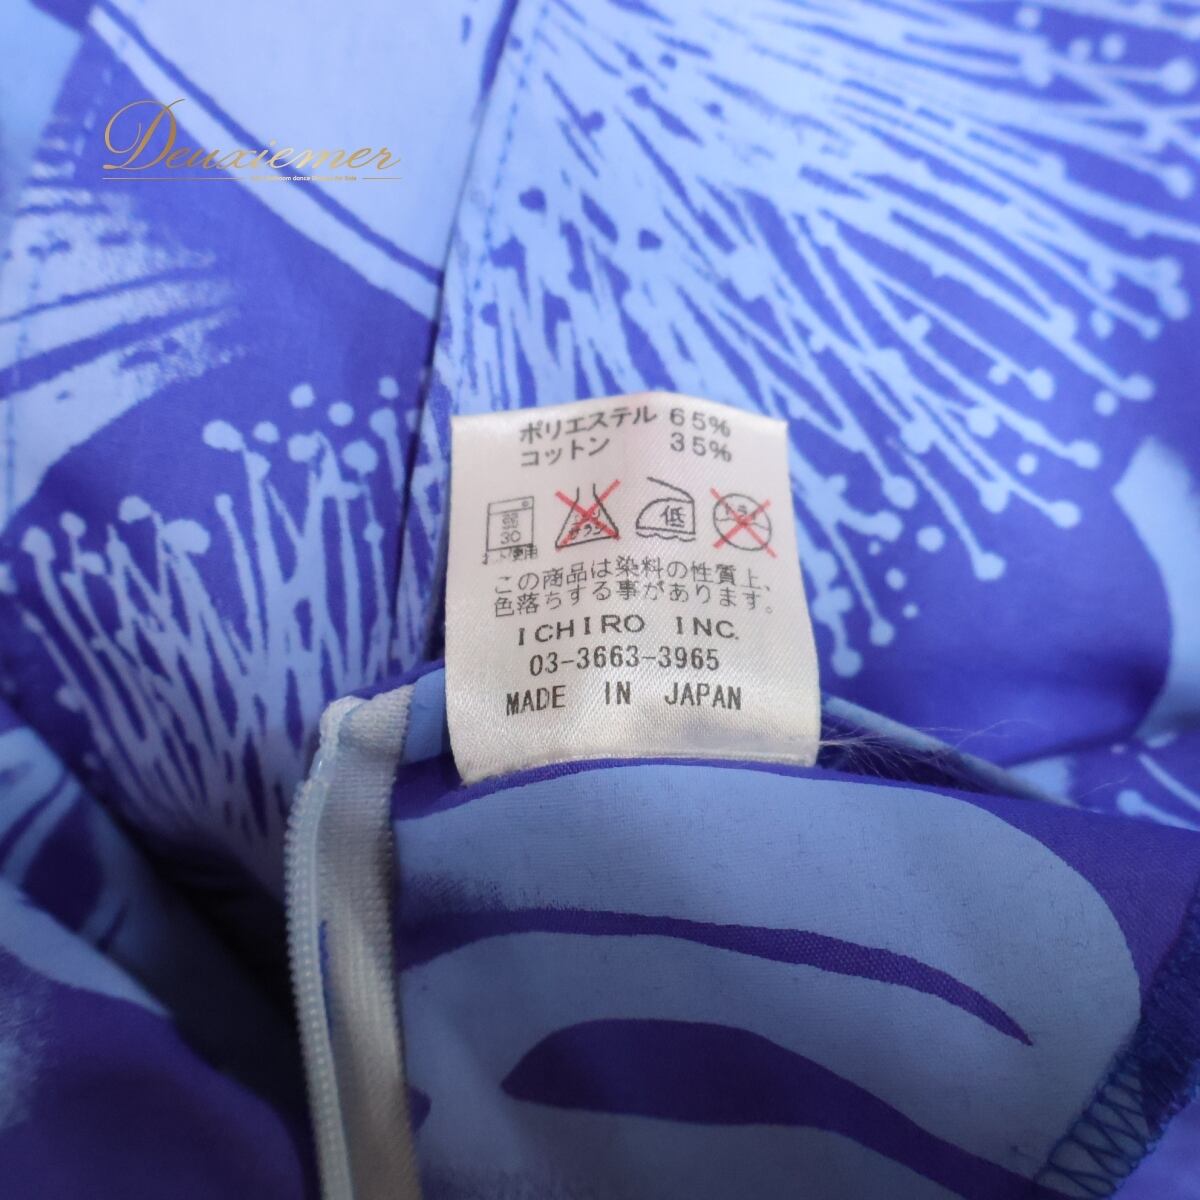 Deuxiemer
ポリエステル 65%
コットン 35%
30
低
この商品は染料の性質上、
色落ちする事があります。
ICHIRO INC.
03-3663-3965
MADE IN JAPAN